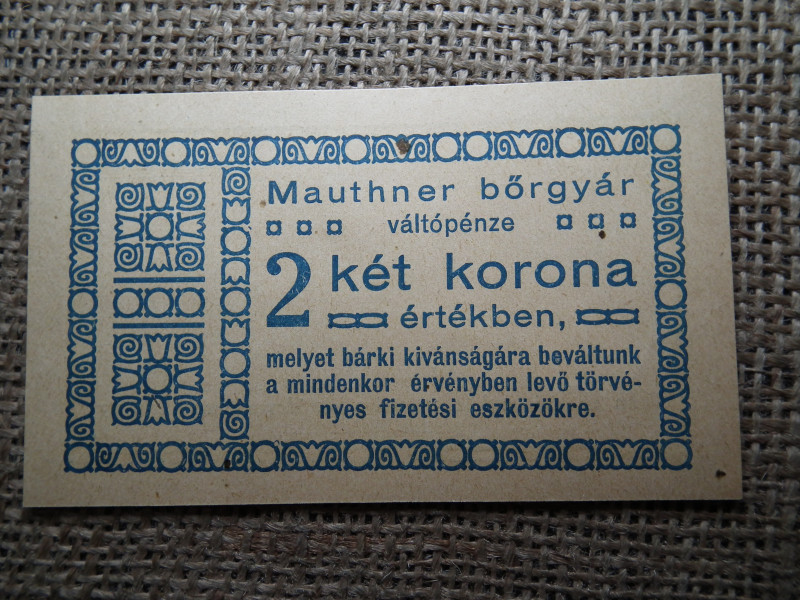 Mauthner bőrgyár
váltópénze
2 két korona
értékben,
melyet bárki kivánságára beváltunk
a mindenkor érvényben levő törvé-
nyes fizetési eszközökre.